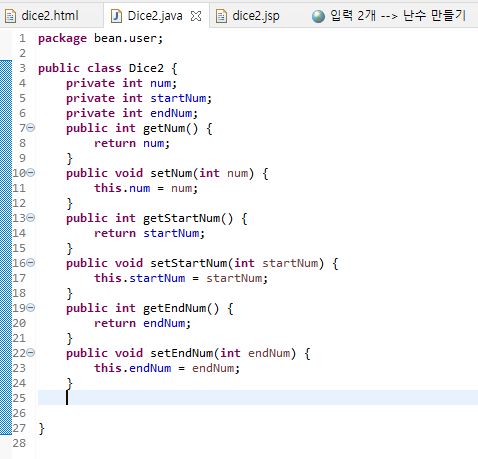 dice2.html Dice2.java dice2.jsp 입력 2개 --> 난수 만들기
1 package bean.user;
2
3 public class Dice2 {
4 private int num;
5 private int startNum;
6 private int endNum;
7 public int getNum() {
8 return num;
9 }
10 public void setNum(int num) {
11 this.num = num;
12 }
13 public int getStartNum() {
14 return startNum;
15 }
16 public void setStartNum(int startNum) {
17 this.startNum = startNum;
18 }
19 public int getEndNum() {
20 return endNum;
21 }
22 public void setEndNum(int endNum) {
23 this.endNum = endNum;
24 }
25
26
27 }
28